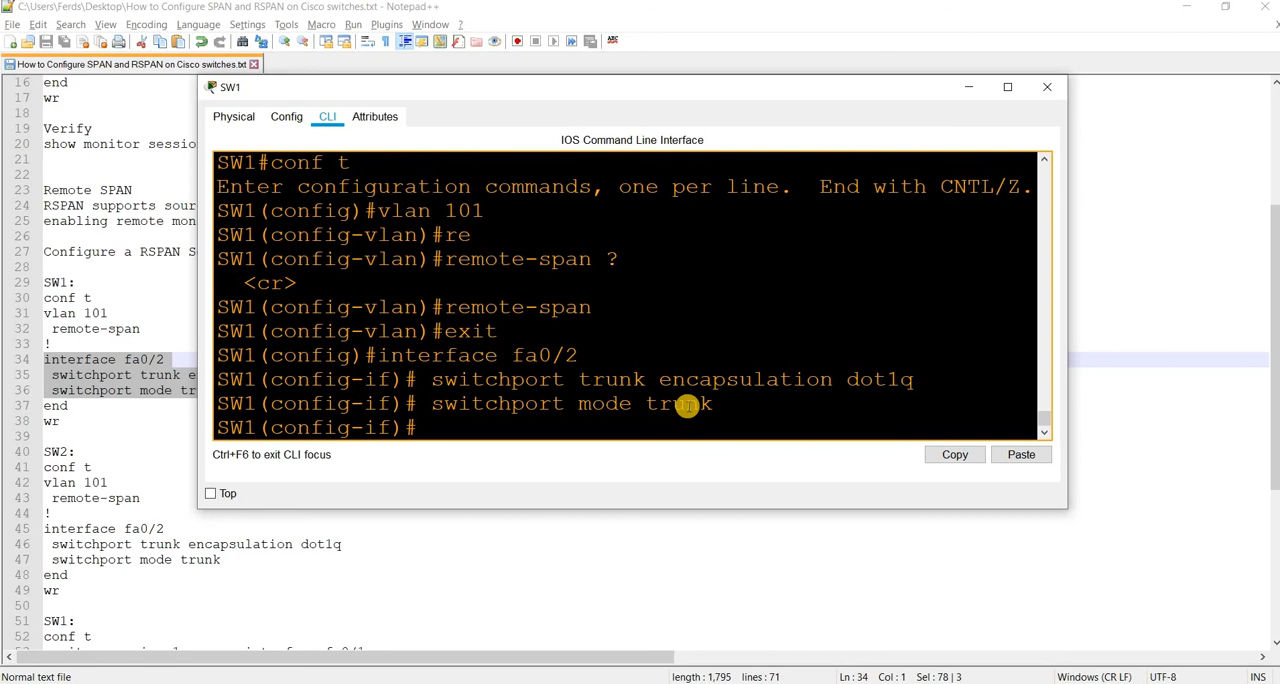 C:\Users\Ferds\Desktop\How to Configure SPAN and RSPAN on Cisco switches.txt - Notepad++
File Edit Search View Encoding Language Settings Tools Macro Run Plugins Window ?
How to Configure SPAN and RSPAN on Cisco switches.txt
16 end
17 wr
18
19 Verify
20 show monitor sessio
21
22
23 Remote SPAN
24 RSPAN supports sour
25 enabling remote mon
26
27 Configure a RSPAN S
28
29 SW1:
30 conf t
31 vlan 101
32 remote-span
33 !
34 interface fa0/2
35 switchport trunk e
36 switchport mode tr
37 end
38 wr
39
40 SW2:
41 conf t
42 vlan 101
43 remote-span
44 !
45 interface fa0/2
46 switchport trunk encapsulation dot1q
47 switchport mode trunk
48 end
49 wr
50
51 SW1:
52 conf t
SW1
Physical Config CLI Attributes
IOS Command Line Interface
SW1#conf t
Enter configuration commands, one per line. End with CNTL/Z.
SW1(config)#vlan 101
SW1(config-vlan)#re
SW1(config-vlan)#remote-span ?
<cr>
SW1(config-vlan)#remote-span
SW1(config-vlan)#exit
SW1(config)#interface fa0/2
SW1(config-if)# switchport trunk encapsulation dot1q
SW1(config-if)# switchport mode trunk
SW1(config-if)#
Ctrl+F6 to exit CLI focus
Copy Paste
Top
Normal text file length : 1,795 lines : 71 Ln : 34 Col : 1 Sel : 78 | 3 Windows (CR LF) UTF-8 INS